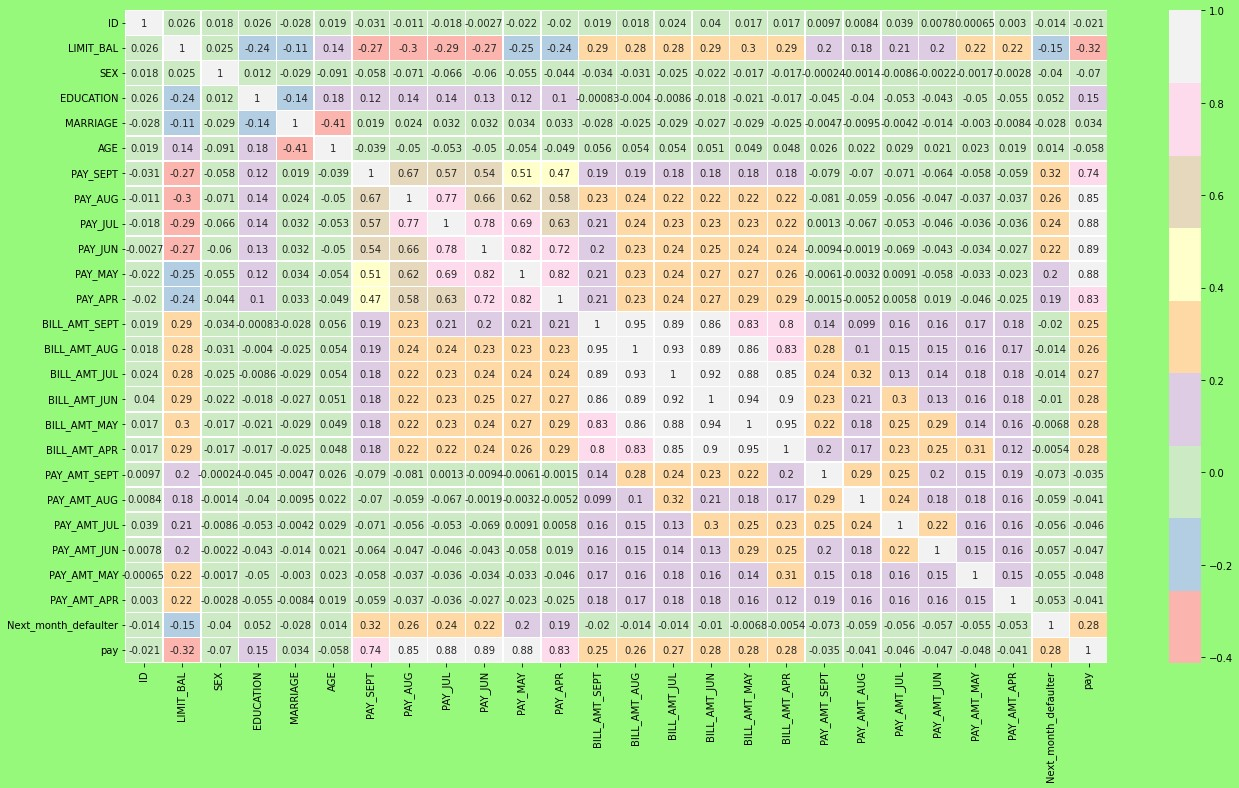 ID 1 0.026 0.018 0.026 -0.028 0.019 -0.031 -0.011 -0.018 -0.0027 -0.022 -0.02 0.019 0.018 0.024 0.04 0.017 0.017 0.0097 0.0084 0.039 0.0078 0.00065 0.003 -0.014 -0.021
LIMIT_BAL 0.026 1 0.025 -0.24 -0.11 0.14 -0.27 -0.3 -0.29 -0.27 -0.25 -0.24 0.29 0.28 0.28 0.29 0.3 0.29 0.2 0.18 0.21 0.2 0.22 0.22 -0.15 -0.32
SEX 0.018 0.025 1 0.012 -0.029 -0.091 -0.058 -0.071 -0.066 -0.06 -0.055 -0.044 -0.034 -0.031 -0.025 -0.022 -0.017 -0.017 -0.00024 -0.0014 -0.0086 -0.0022 -0.0017 -0.0028 -0.04 -0.07
EDUCATION 0.026 -0.24 0.012 1 -0.14 0.18 0.12 0.14 0.14 0.13 0.12 0.1 -0.00083 -0.004 -0.0086 -0.018 -0.021 -0.017 -0.045 -0.04 -0.053 -0.043 -0.05 -0.055 0.052 0.15
MARRIAGE -0.028 -0.11 -0.029 -0.14 1 -0.41 0.019 0.024 0.032 0.032 0.034 0.033 -0.028 -0.025 -0.029 -0.027 -0.029 -0.025 -0.0047 -0.0095 -0.0042 -0.014 -0.003 -0.0084 -0.028 0.034
AGE 0.019 0.14 -0.091 0.18 -0.41 1 -0.039 -0.05 -0.053 -0.05 -0.054 -0.049 0.056 0.054 0.054 0.051 0.049 0.048 0.026 0.022 0.029 0.021 0.023 0.019 0.014 -0.058
PAY_SEPT -0.031 -0.27 -0.058 0.12 0.019 -0.039 1 0.67 0.57 0.54 0.51 0.47 0.19 0.19 0.18 0.18 0.18 0.18 -0.079 -0.07 -0.071 -0.064 -0.058 -0.059 0.32 0.74
PAY_AUG -0.011 -0.3 -0.071 0.14 0.024 -0.05 0.67 1 0.77 0.66 0.62 0.58 0.23 0.24 0.22 0.22 0.22 0.22 -0.081 -0.059 -0.056 -0.047 -0.037 -0.037 0.26 0.85
PAY_JUL -0.018 -0.29 -0.066 0.14 0.032 -0.053 0.57 0.77 1 0.78 0.69 0.63 0.21 0.24 0.23 0.23 0.23 0.22 0.0013 -0.067 -0.053 -0.046 -0.036 -0.036 0.24 0.88
PAY_JUN -0.0027 -0.27 -0.06 0.13 0.032 -0.05 0.54 0.66 0.78 1 0.82 0.72 0.2 0.23 0.24 0.25 0.24 0.24 -0.0094 -0.0019 -0.069 -0.043 -0.034 -0.027 0.22 0.89
PAY_MAY -0.022 -0.25 -0.055 0.12 0.034 -0.054 0.51 0.62 0.69 0.82 1 0.82 0.21 0.23 0.24 0.27 0.27 0.26 -0.0061 -0.0032 0.0091 -0.058 -0.033 -0.023 0.2 0.88
PAY_APR -0.02 -0.24 -0.044 0.1 0.033 -0.049 0.47 0.58 0.63 0.72 0.82 1 0.21 0.23 0.24 0.27 0.29 0.29 -0.0015 -0.0052 0.0058 0.019 -0.046 -0.025 0.19 0.83
BILL_AMT_SEPT 0.019 0.29 -0.034 -0.00083 -0.028 0.056 0.19 0.23 0.21 0.2 0.21 0.21 1 0.95 0.89 0.86 0.83 0.8 0.14 0.099 0.16 0.16 0.17 0.18 -0.02 0.25
BILL_AMT_AUG 0.018 0.28 -0.031 -0.004 -0.025 0.054 0.19 0.24 0.24 0.23 0.23 0.23 0.95 1 0.93 0.89 0.86 0.83 0.28 0.1 0.15 0.15 0.16 0.17 -0.014 0.26
BILL_AMT_JUL 0.024 0.28 -0.025 -0.0086 -0.029 0.054 0.18 0.22 0.23 0.24 0.24 0.24 0.89 0.93 1 0.92 0.88 0.85 0.24 0.32 0.13 0.14 0.18 0.18 -0.014 0.27
BILL_AMT_JUN 0.04 0.29 -0.022 -0.018 -0.027 0.051 0.18 0.22 0.23 0.25 0.27 0.27 0.86 0.89 0.92 1 0.94 0.9 0.23 0.21 0.3 0.13 0.16 0.18 -0.01 0.28
BILL_AMT_MAY 0.017 0.3 -0.017 -0.021 -0.029 0.049 0.18 0.22 0.23 0.24 0.27 0.29 0.83 0.86 0.88 0.94 1 0.95 0.22 0.18 0.25 0.29 0.14 0.16 -0.0068 0.28
BILL_AMT_APR 0.017 0.29 -0.017 -0.017 -0.025 0.048 0.18 0.22 0.22 0.24 0.26 0.29 0.8 0.83 0.85 0.9 0.95 1 0.2 0.17 0.23 0.25 0.31 0.12 -0.0054 0.28
PAY_AMT_SEPT 0.0097 0.2 -0.00024 -0.045 -0.0047 0.026 -0.079 -0.081 0.0013 -0.0094 -0.0061 -0.0015 0.14 0.28 0.24 0.23 0.22 0.2 1 0.29 0.25 0.2 0.15 0.19 -0.073 -0.035
PAY_AMT_AUG 0.0084 0.18 -0.0014 -0.04 -0.0095 0.022 -0.07 -0.059 -0.067 -0.0019 -0.0032 -0.0052 0.099 0.1 0.32 0.21 0.18 0.17 0.29 1 0.24 0.18 0.18 0.16 -0.059 -0.041
PAY_AMT_JUL 0.039 0.21 -0.0086 -0.053 -0.0042 0.029 -0.071 -0.056 -0.053 -0.069 0.0091 0.0058 0.16 0.15 0.13 0.3 0.25 0.23 0.25 0.24 1 0.22 0.16 0.16 -0.056 -0.046
PAY_AMT_JUN 0.0078 0.2 -0.0022 -0.043 -0.014 0.021 -0.064 -0.047 -0.046 -0.043 -0.058 0.019 0.16 0.15 0.14 0.13 0.29 0.25 0.2 0.18 0.22 1 0.15 0.16 -0.057 -0.047
PAY_AMT_MAY 0.00065 0.22 -0.0017 -0.05 -0.003 0.023 -0.058 -0.037 -0.036 -0.034 -0.033 -0.046 0.17 0.16 0.18 0.16 0.14 0.31 0.15 0.18 0.16 0.15 1 0.15 -0.055 -0.048
PAY_AMT_APR 0.003 0.22 -0.0028 -0.055 -0.0084 0.019 -0.059 -0.037 -0.036 -0.027 -0.023 -0.025 0.18 0.17 0.18 0.18 0.16 0.12 0.19 0.16 0.16 0.16 0.15 1 -0.053 -0.041
Next_month_defaulter -0.014 -0.15 -0.04 0.052 -0.028 0.014 0.32 0.26 0.24 0.22 0.2 0.19 -0.02 -0.014 -0.014 -0.01 -0.0068 -0.0054 -0.073 -0.059 -0.056 -0.057 -0.055 -0.053 1 0.28
pay -0.021 -0.32 -0.07 0.15 0.034 -0.058 0.74 0.85 0.88 0.89 0.88 0.83 0.25 0.26 0.27 0.28 0.28 0.28 -0.035 -0.041 -0.046 -0.047 -0.048 -0.041 0.28 1
ID
LIMIT_BAL
SEX
EDUCATION
MARRIAGE
AGE
PAY_SEPT
PAY_AUG
PAY_JUL
PAY_JUN
PAY_MAY
PAY_APR
BILL_AMT_SEPT
BILL_AMT_AUG
BILL_AMT_JUL
BILL_AMT_JUN
BILL_AMT_MAY
BILL_AMT_APR
PAY_AMT_SEPT
PAY_AMT_AUG
PAY_AMT_JUL
PAY_AMT_JUN
PAY_AMT_MAY
PAY_AMT_APR
Next_month_defaulter
pay
1.0
0.8
0.6
0.4
0.2
0.0
−0.2
−0.4